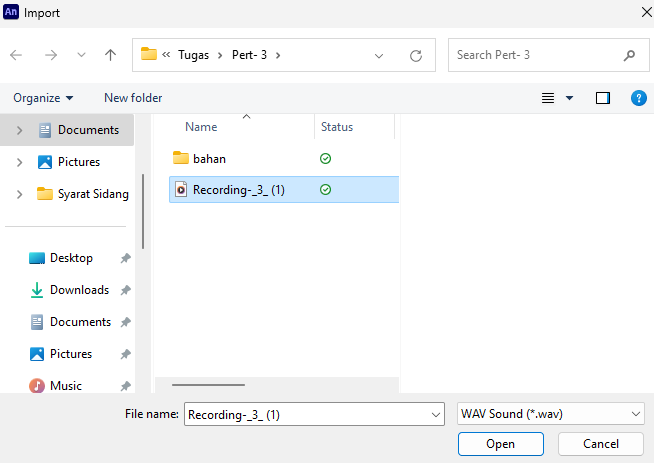 An Import
« Tugas > Pert- 3 >
Search Pert- 3
Organize
New folder
?
Name
Status
Documents
bahan
Pictures
Recording-_3_ (1)
Syarat Sidang
Desktop
Downloads
Documents
Pictures
Music
File name: Recording-_3_ (1)
WAV Sound (*.wav)
Open
Cancel